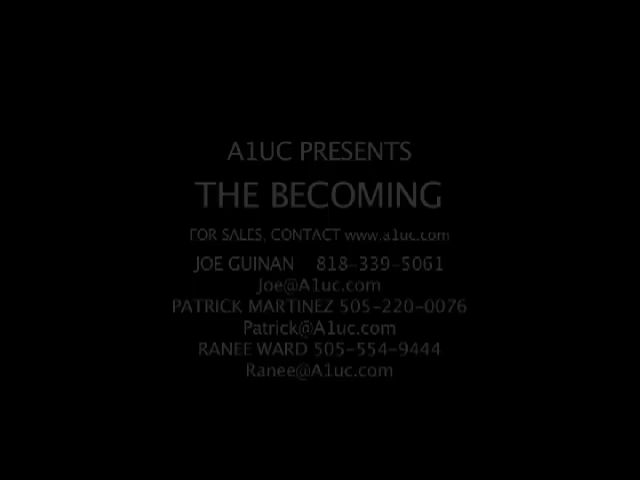 A1UC PRESENTS
THE BECOMING
FOR SALES, CONTACT www.a1uc.com
JOE GUINAN 818-339-5061
Joe@A1uc.com
PATRICK MARTINEZ 505-220-0076
Patrick@A1uc.com
RANEE WARD 505-554-9444
Ranee@A1uc.com